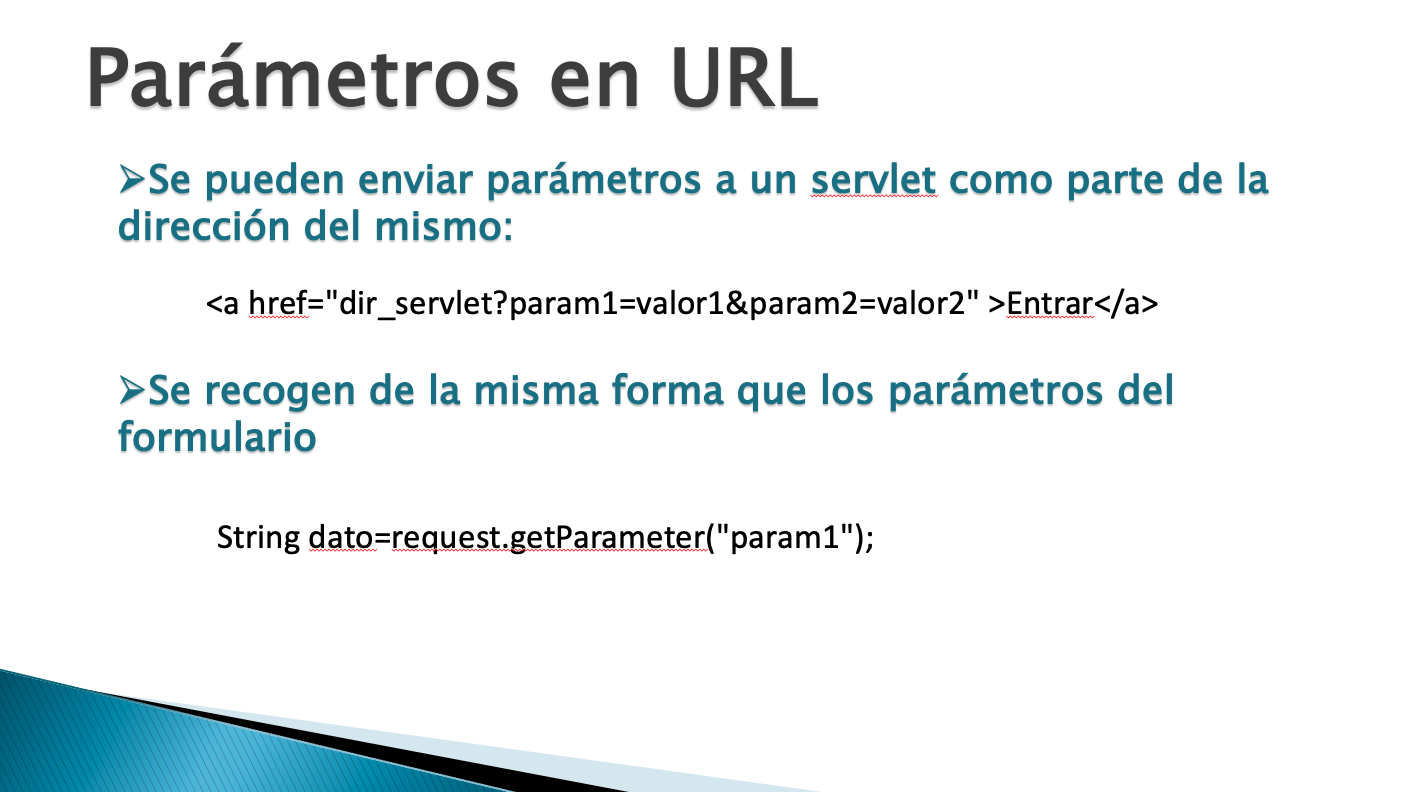 Parámetros en URL
➢Se pueden enviar parámetros a un servlet como parte de la
dirección del mismo:
<a href="dir_servlet?param1=valor1&param2=valor2" >Entrar</a>
➢Se recogen de la misma forma que los parámetros del
formulario
String dato=request.getParameter("param1");